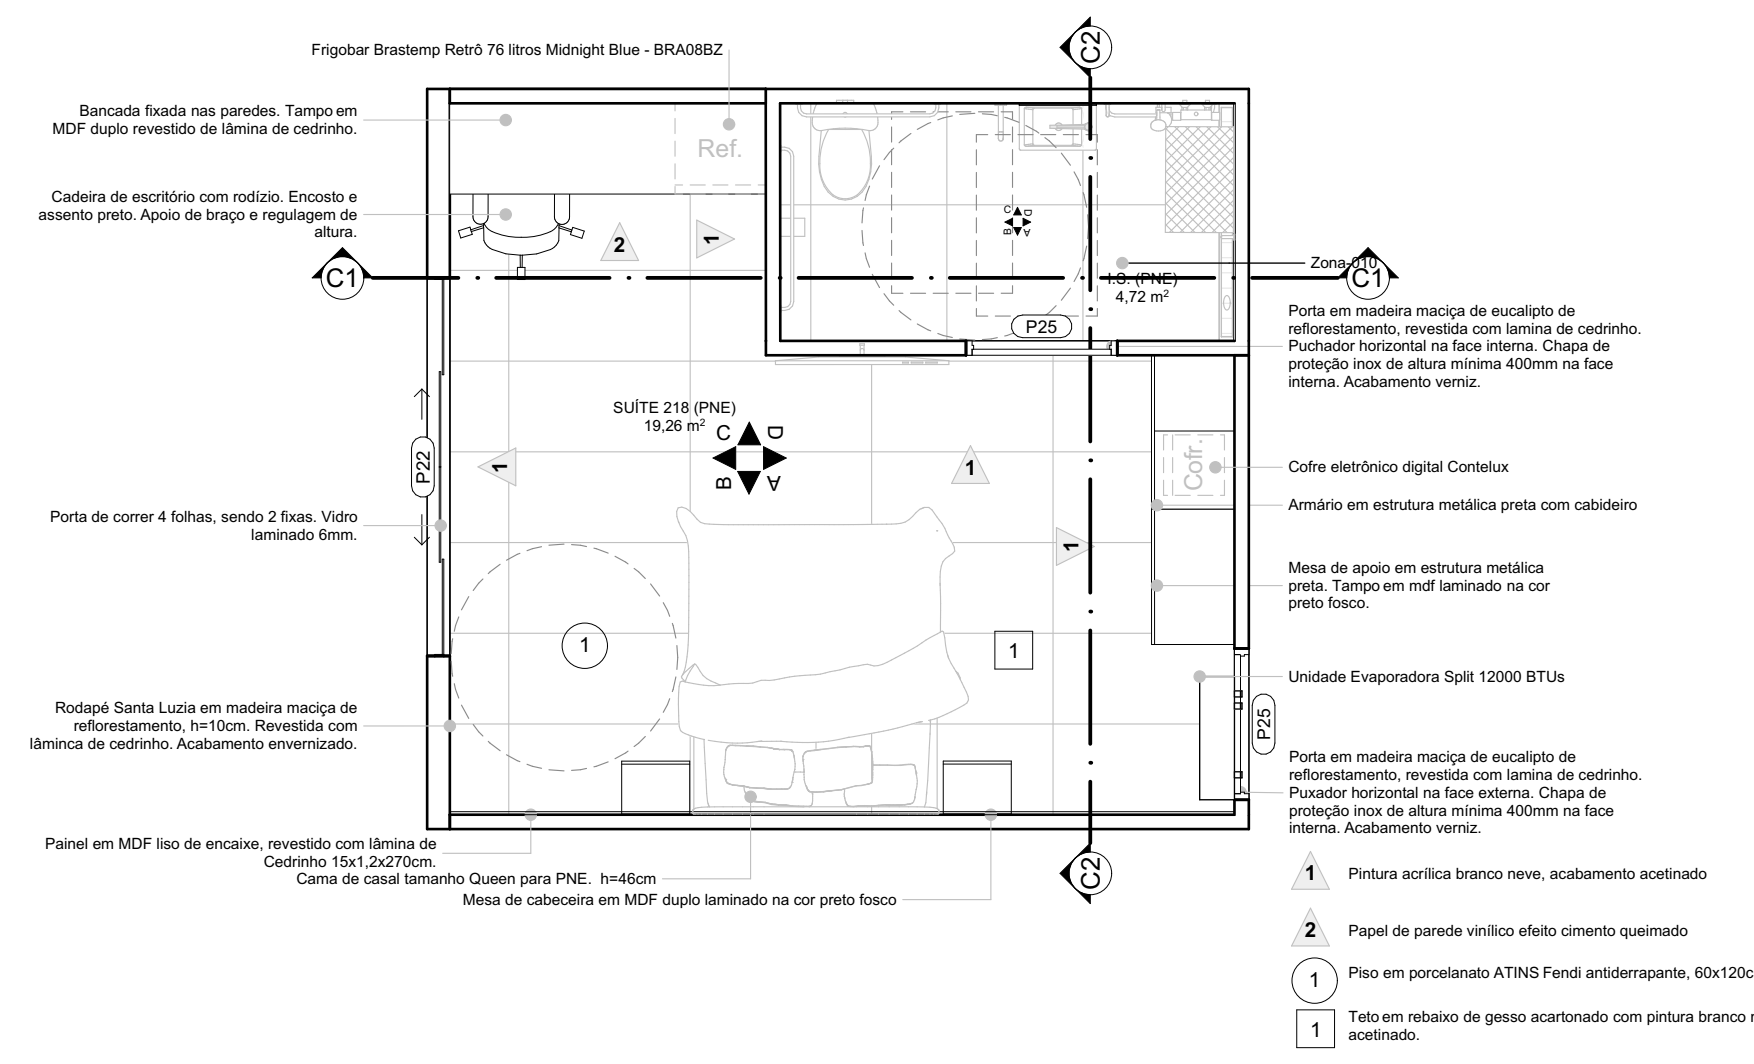 C2
Frigobar Brastemp Retrô 76 litros Midnight Blue - BRA08BZ
Bancada fixada nas paredes. Tampo em
MDF duplo revestido de lâmina de cedrinho.
Ref.
Cadeira de escritório com rodízio. Encosto e
assento preto. Apoio de braço e regulagem de
altura.
2
1
C
D
B
A
C1
Zona-010
C1
I.S. (PNE)
4,72 m²
P25
Porta em madeira maciça de eucalipto de
reflorestamento, revestida com lamina de cedrinho.
Puchador horizontal na face interna. Chapa de
proteção inox de altura mínima 400mm na face
interna. Acabamento verniz.
SUÍTE 218 (PNE)
19,26 m²
C
D
B
A
P22
1
1
Cofr.
Cofre eletrônico digital Contelux
Armário em estrutura metálica preta com cabideiro
Porta de correr 4 folhas, sendo 2 fixas. Vidro
laminado 6mm.
1
Mesa de apoio em estrutura metálica
preta. Tampo em mdf laminado na cor
preto fosco.
1
1
Unidade Evaporadora Split 12000 BTUs
Rodapé Santa Luzia em madeira maciça de
reflorestamento, h=10cm. Revestida com
lâminca de cedrinho. Acabamento envernizado.
P25
Porta em madeira maciça de eucalipto de
reflorestamento, revestida com lamina de cedrinho.
Puxador horizontal na face externa. Chapa de
proteção inox de altura mínima 400mm na face
interna. Acabamento verniz.
Painel em MDF liso de encaixe, revestido com lâmina de
Cedrinho 15x1,2x270cm.
Cama de casal tamanho Queen para PNE. h=46cm
Mesa de cabeceira em MDF duplo laminado na cor preto fosco
C2
1 Pintura acrílica branco neve, acabamento acetinado
2 Papel de parede vinílico efeito cimento queimado
1 Piso em porcelanato ATINS Fendi antiderrapante, 60x120c
1 Teto em rebaixo de gesso acartonado com pintura branco
acetinado.